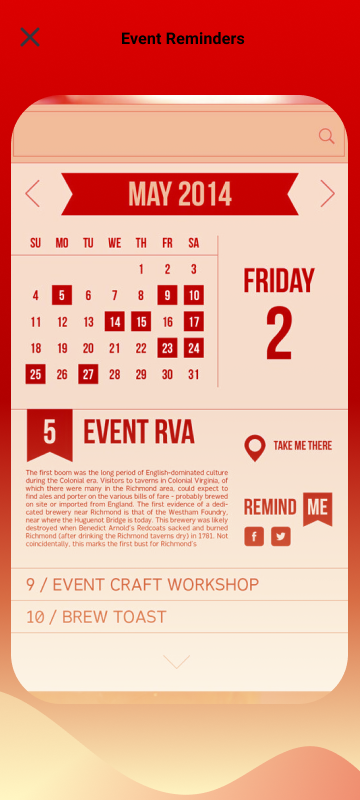 Event Reminders
MAY 2014
SU MO TU WE TH FR SA
1 2 3
4 5 6 7 8 9 10
11 12 13 14 15 16 17
18 19 20 21 22 23 24
25 26 27 28 29 30 31
FRIDAY
2
5 EVENT RVA
The first boom was the long period of English-dominated culture
during the Colonial era. Visitors to taverns in Colonial Virginia, of
which there were many in the Richmond area, could expect to
find ales and porter on the various bills of fare - probably brewed
on site or imported from England. The first evidence of a dedi-
cated brewery near Richmond is that of the Westham Foundry,
near where the Huguenot Bridge is today. This brewery was likely
destroyed when Benedict Arnold's Redcoats sacked and burned
Richmond (after drinking the Richmond taverns dry) in 1781. Not
coincidentally, this marks the first bust for Richmond's
TAKE ME THERE
REMIND ME
f
9 / EVENT CRAFT WORKSHOP
10 / BREW TOAST